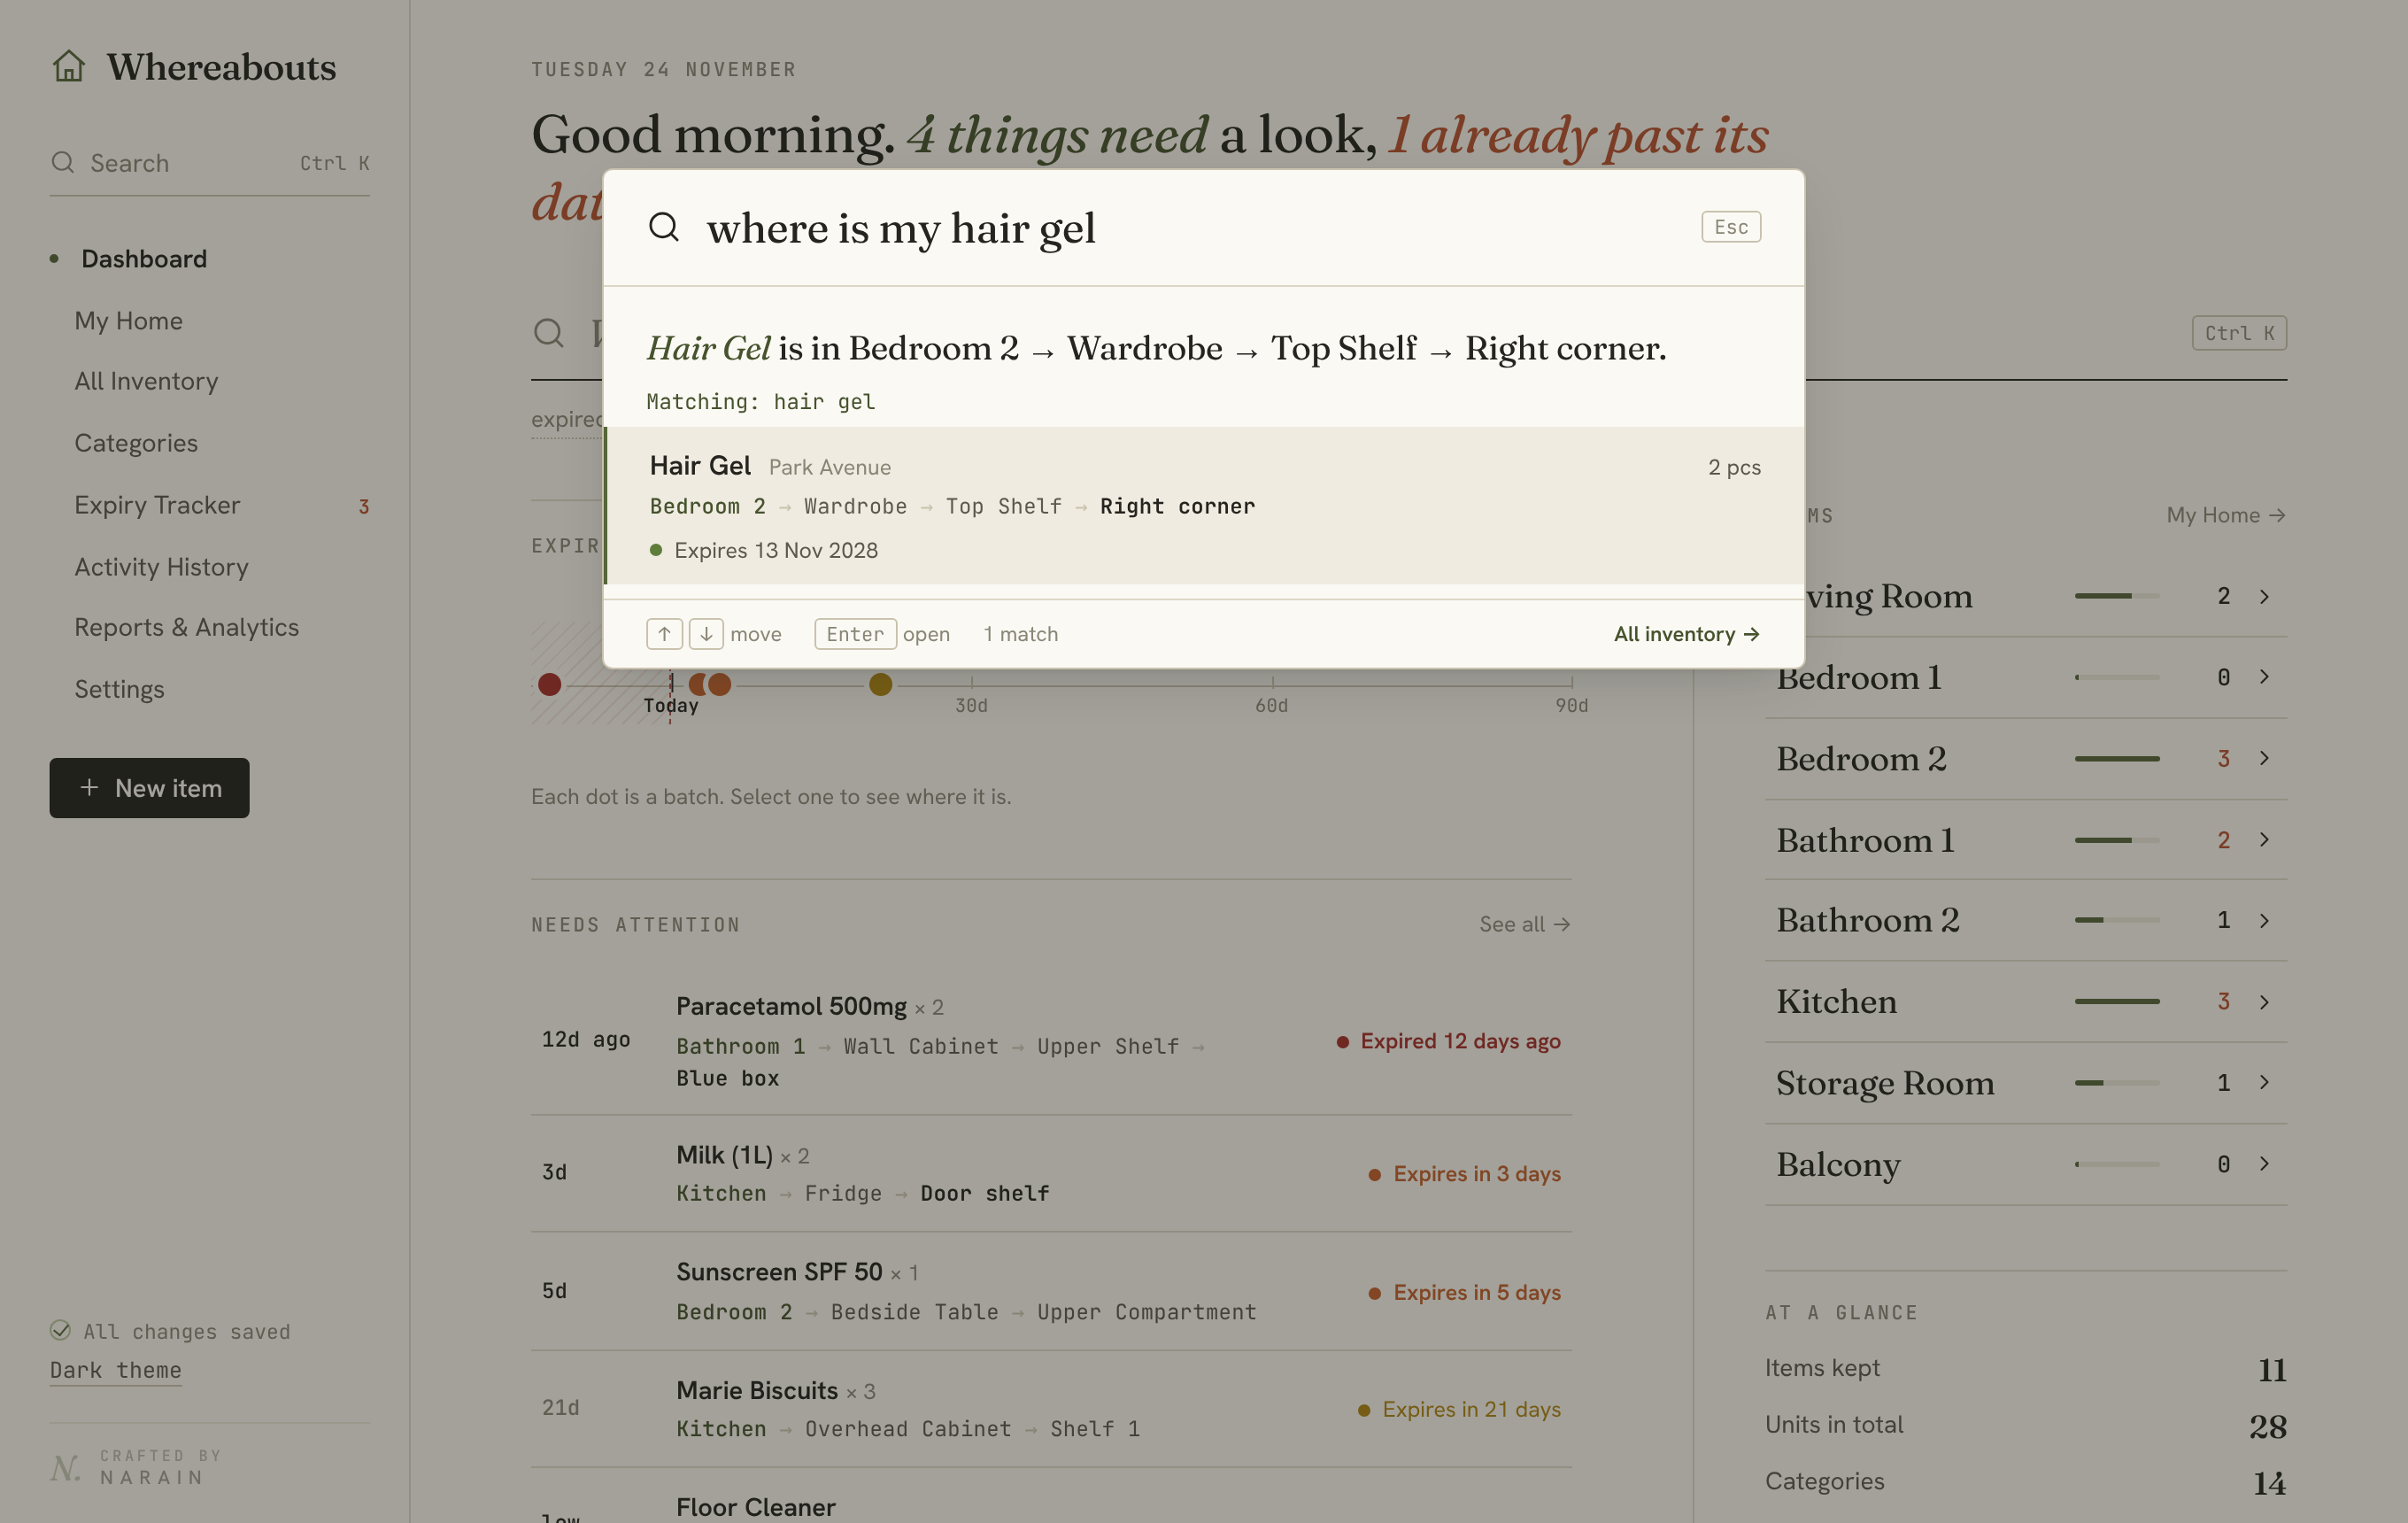 Whereabouts
Search Ctrl K
Dashboard
My Home
All Inventory
Categories
Expiry Tracker 3
Activity History
Reports & Analytics
Settings
+ New item
All changes saved
Dark theme
N. CRAFTED BY
NARAIN
TUESDAY 24 NOVEMBER
Good morning. 4 things need a look, 1 already past its
where is my hair gel Esc
Hair Gel is in Bedroom 2 → Wardrobe → Top Shelf → Right corner.
Matching: hair gel
Hair Gel Park Avenue 2 pcs
Bedroom 2 → Wardrobe → Top Shelf → Right corner
Expires 13 Nov 2028
↑ ↓ move Enter open 1 match All inventory →
Ctrl K
Today 30d 60d 90d
Each dot is a batch. Select one to see where it is.
NEEDS ATTENTION See all →
12d ago
Paracetamol 500mg × 2
Bathroom 1 → Wall Cabinet → Upper Shelf →
Blue box
Expired 12 days ago
3d
Milk (1L) × 2
Kitchen → Fridge → Door shelf
Expires in 3 days
5d
Sunscreen SPF 50 × 1
Bedroom 2 → Bedside Table → Upper Compartment
Expires in 5 days
21d
Marie Biscuits × 3
Kitchen → Overhead Cabinet → Shelf 1
Expires in 21 days
low
Floor Cleaner
My Home →
Room 2
Bedroom 1 0
Bedroom 2 3
Bathroom 1 2
Bathroom 2 1
Kitchen 3
Storage Room 1
Balcony 0
AT A GLANCE
Items kept 11
Units in total 28
Categories 14